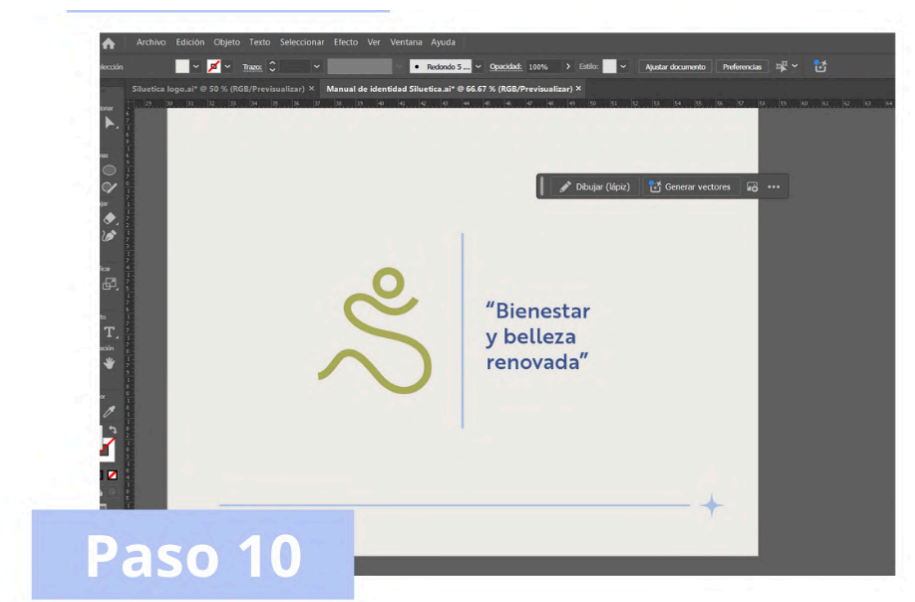 Archivo Edición Objeto Texto Seleccionar Efecto Ver Ventana Ayuda
Trazo: Redondo 5 ... Opacidad: 100% Estilo: Ajustar documento Preferencias
Siluetica logo.ai* @ 50 % (RGB/Previsualizar) × Manual de identidad Siluetica.ai* @ 66.67 % (RGB/Previsualizar) ×
Dibujar (lápiz) Generar vectores
“Bienestar
y belleza
renovada”
Paso 10